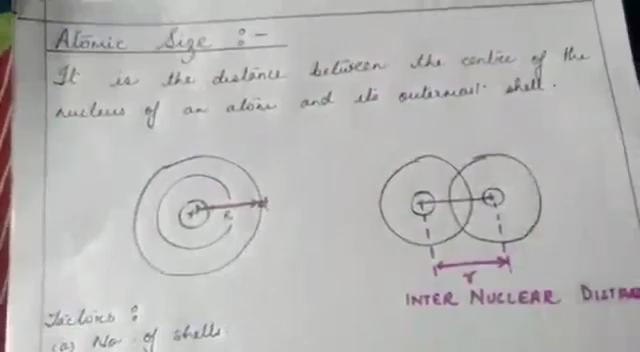 Atomic Size :-
It is the distance between the centre of the
nucleus of an atom and its outermost shell.
+
R
+
+
r
INTER NUCLEAR
Factors :
(a) No of shells.